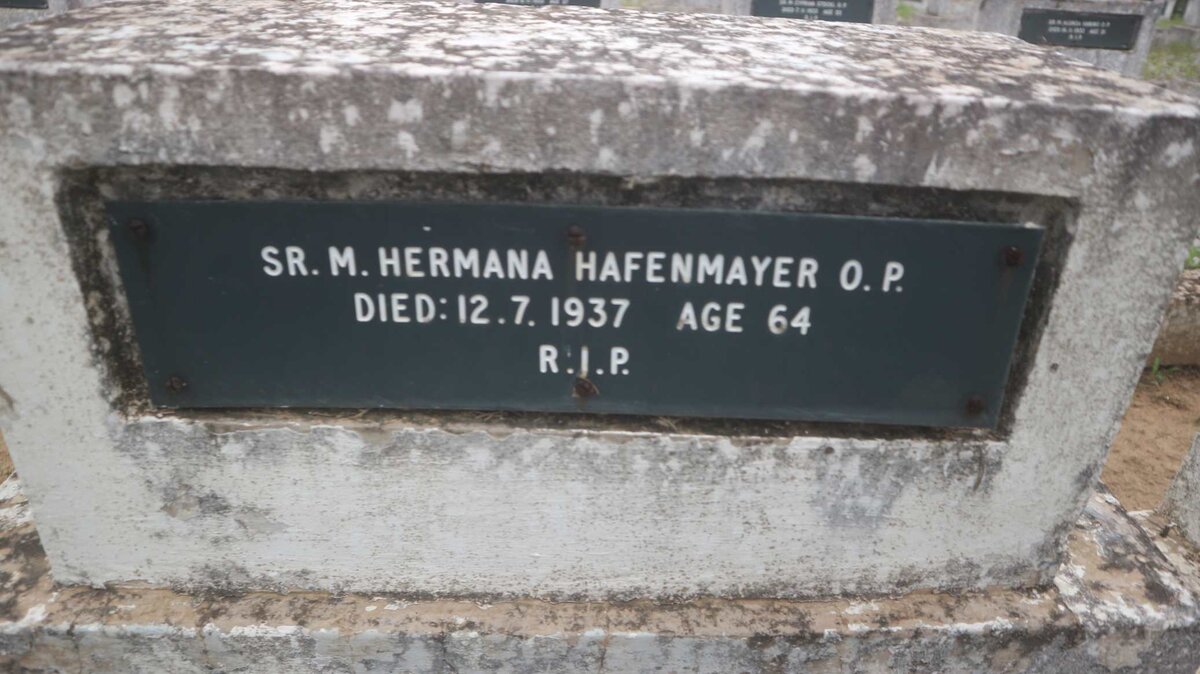 SR. M. HERMANA HAFENMAYER O.P.
DIED: 12.7.1937 AGE 64
R.I.P.